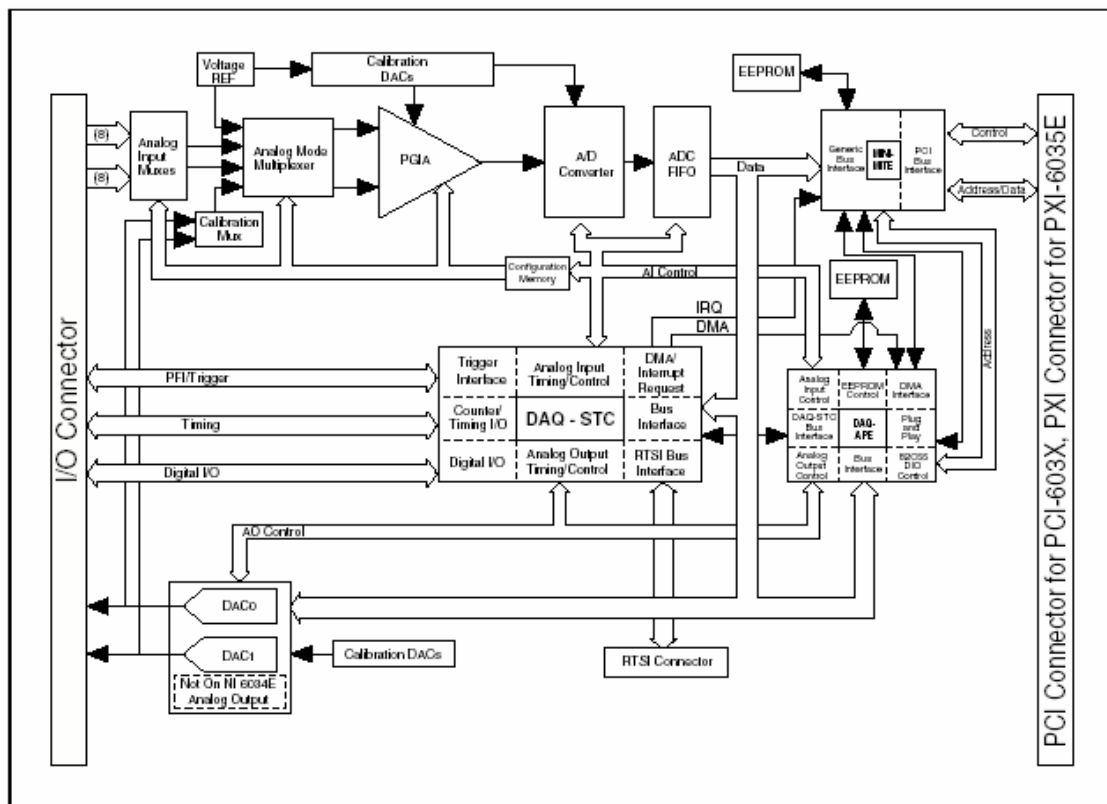 Voltage
REF
Calibration
DACs
EEPROM
(8)
(8)
Analog
Input
Muxes
Analog Mode
Multiplexer
PGIA
A/D
Converter
ADC
FIFO
Data
Generic
Bus
Interface
MINI-
MITE
PCI
Bus
Interface
Control
Address/Data
Calibration
Mux
Configuration
Memory
AI Control
EEPROM
IRQ
DMA
Address
I/O Connector
PCI Connector for PCI-603X, PXI Connector for PXI-6035E
PFI/Trigger
Timing
Digital I/O
Trigger
Interface
Analog Input
Timing/Control
DMA/
Interrupt
Request
Counter/
Timing I/O
DAQ - STC
Bus
Interface
Digital I/O
Analog Output
Timing/Control
RTSI Bus
Interface
Analog
Input
Control
EEPROM
Control
DMA
Interface
DAQ-STC
Bus
Interface
DAQ-
APE
Plug
and
Play
Analog
Output
Control
Bus
Interface
82C55
DIO
Control
AO Control
DAC0
DAC1
Not On NI 6034E
Analog Output
Calibration DACs
RTSI Connector